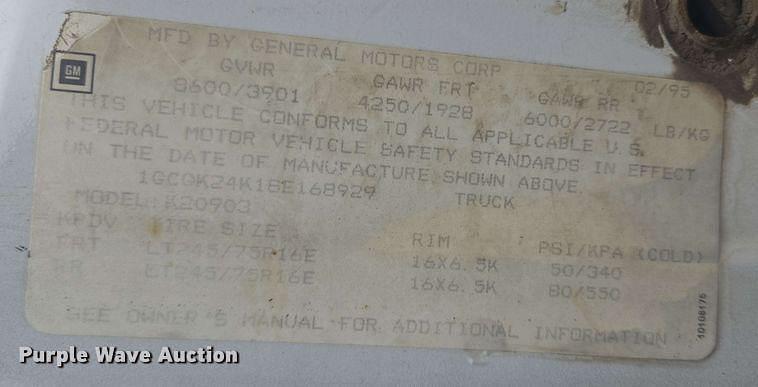 MFD BY GENERAL MOTORS CORP 02/95
GM
GVWR GAWR FRT GAWR RR
8600/3901 4250/1928 6000/2722 LB/KG
THIS VEHICLE CONFORMS TO ALL APPLICABLE U.S.
FEDERAL MOTOR VEHICLE SAFETY STANDARDS IN EFFECT
ON THE DATE OF MANUFACTURE SHOWN ABOVE.
1GCGK24K1SE168929 TRUCK
MODEL: K20903
KPDV TIRE SIZE RIM PSI/KPA (COLD)
FRT LT245/75R16E 16X6.5K 50/340
RR LT245/75R16E 16X6.5K 80/550
SEE OWNER'S MANUAL FOR ADDITIONAL INFORMATION
10108175
Purple Wave Auction